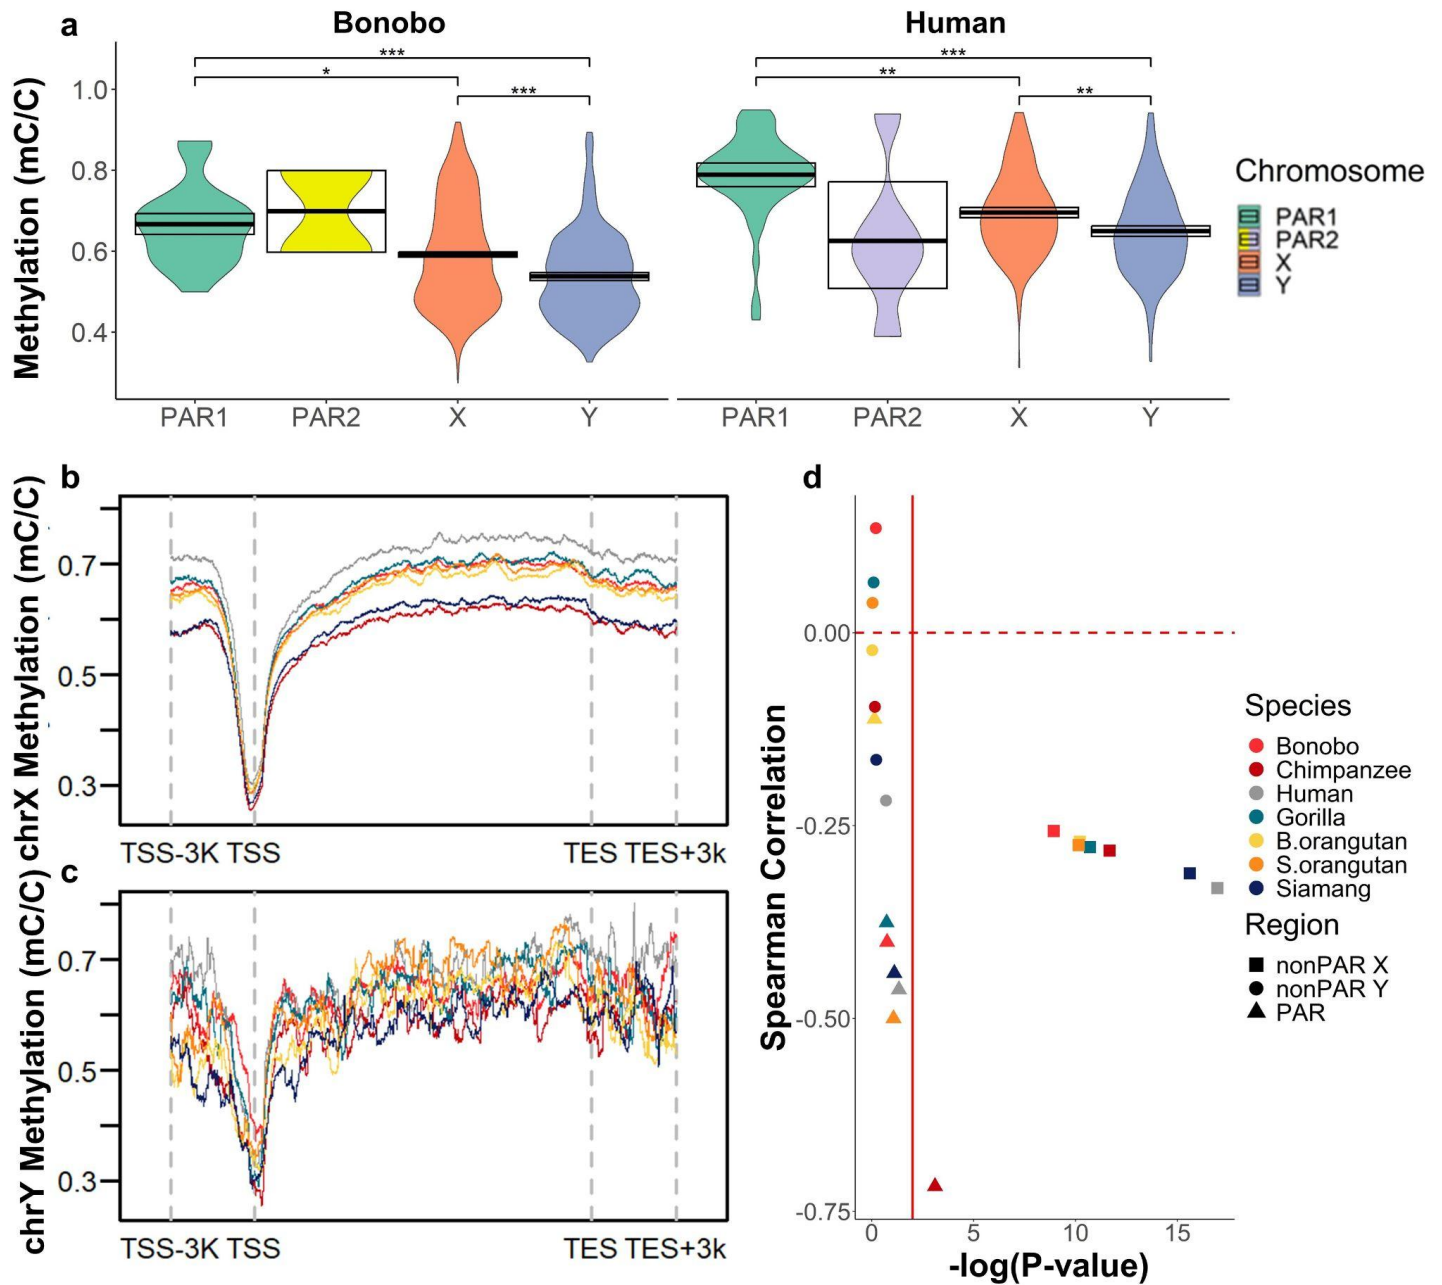 a
Bonobo
Human
Methylation (mC/C)
1.0
0.8
0.6
0.4
***
*
***
***
**
**
PAR1 PAR2 X Y
PAR1 PAR2 X Y
Chromosome
PAR1
PAR2
X
Y
b
chrX Methylation (mC/C)
0.7
0.5
0.3
TSS-3K TSS TES TES+3k
c
chrY Methylation (mC/C)
0.7
0.5
0.3
TSS-3K TSS TES TES+3k
d
Spearman Correlation
0.00
-0.25
-0.50
-0.75
0 5 10 15
-log(P-value)
Species
Bonobo
Chimpanzee
Human
Gorilla
B.orangutan
S.orangutan
Siamang
Region
nonPAR X
nonPAR Y
PAR